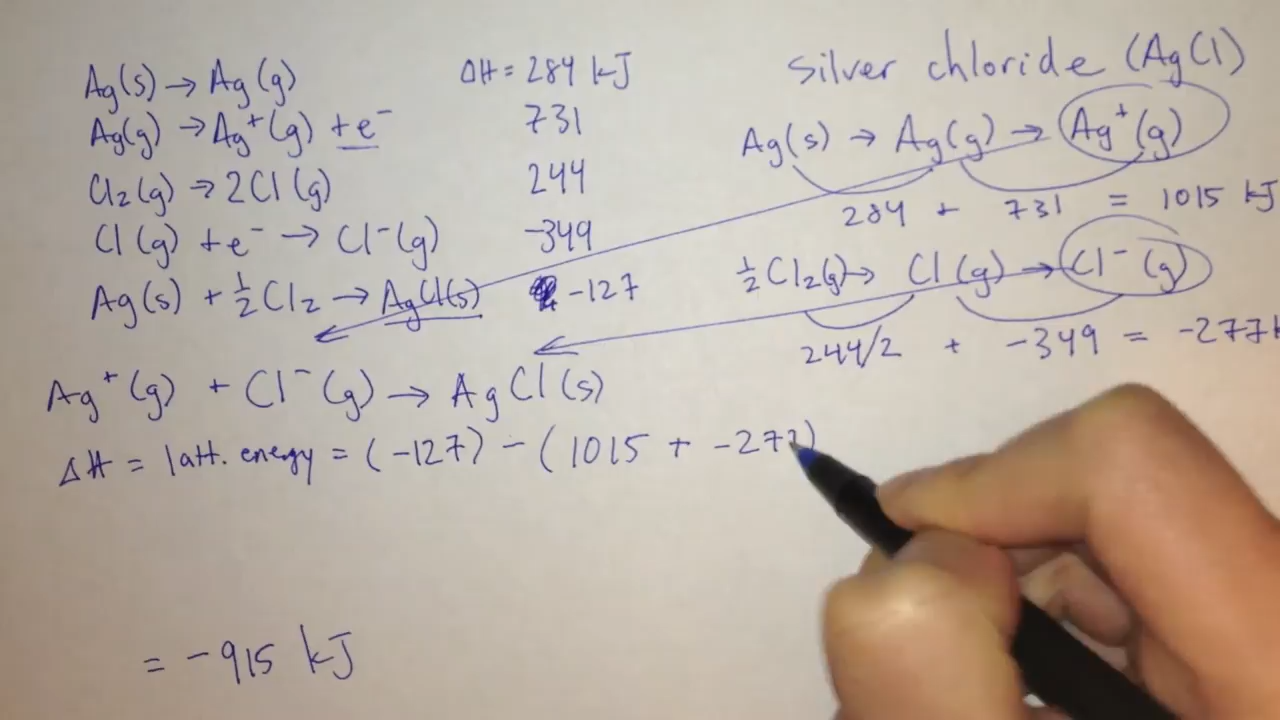 Ag(s) → Ag(g) ΔH = 284 kJ
Ag(g) → Ag⁺(g) + e⁻ 731
Cl₂(g) → 2Cl(g) 244
Cl(g) + e⁻ → Cl⁻(g) -349
Ag(s) + ½Cl₂ → AgCl(s) -127
Silver chloride (AgCl)
Ag(s) → Ag(g) → Ag⁺(g)
284 + 731 = 1015 kJ
½Cl₂(g) → Cl(g) → Cl⁻(g)
244/2 + -349 = -277k
Ag⁺(g) + Cl⁻(g) → AgCl(s)
ΔH = latt. energy = (-127) - (1015 + -277)
= -915 kJ